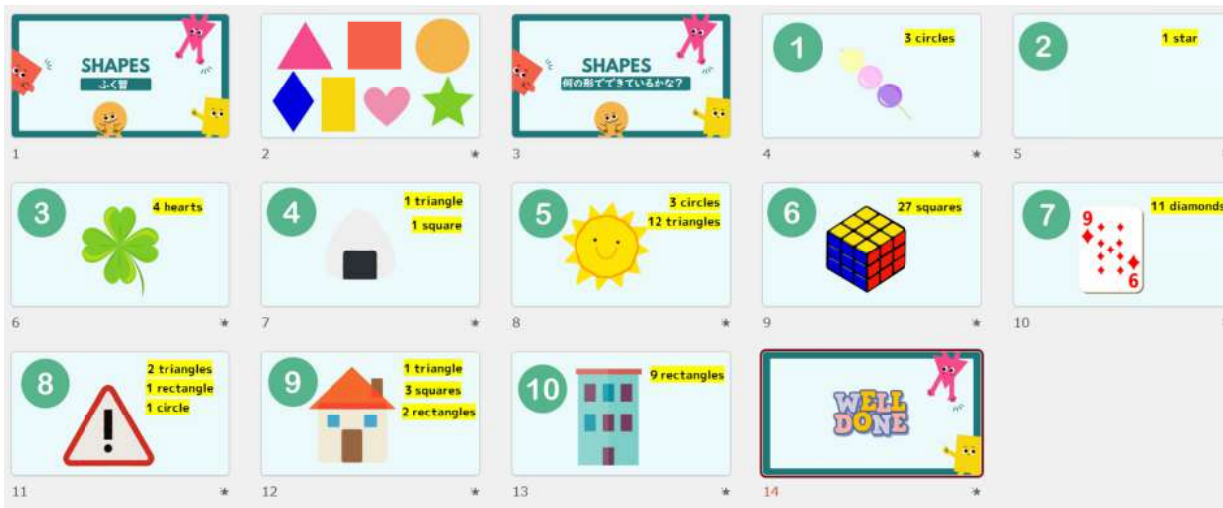 SHAPES
ふく習
1
2
SHAPES
何の形でできているかな？
3
1
3 circles
4
2
1 star
5
3
4 hearts
6
4
1 triangle
1 square
7
5
3 circles
12 triangles
8
6
27 squares
9
7
11 diamonds
9
9
10
8
2 triangles
1 rectangle
1 circle
!
11
9
1 triangle
3 squares
2 rectangles
12
10
9 rectangles
13
WELL
DONE
14